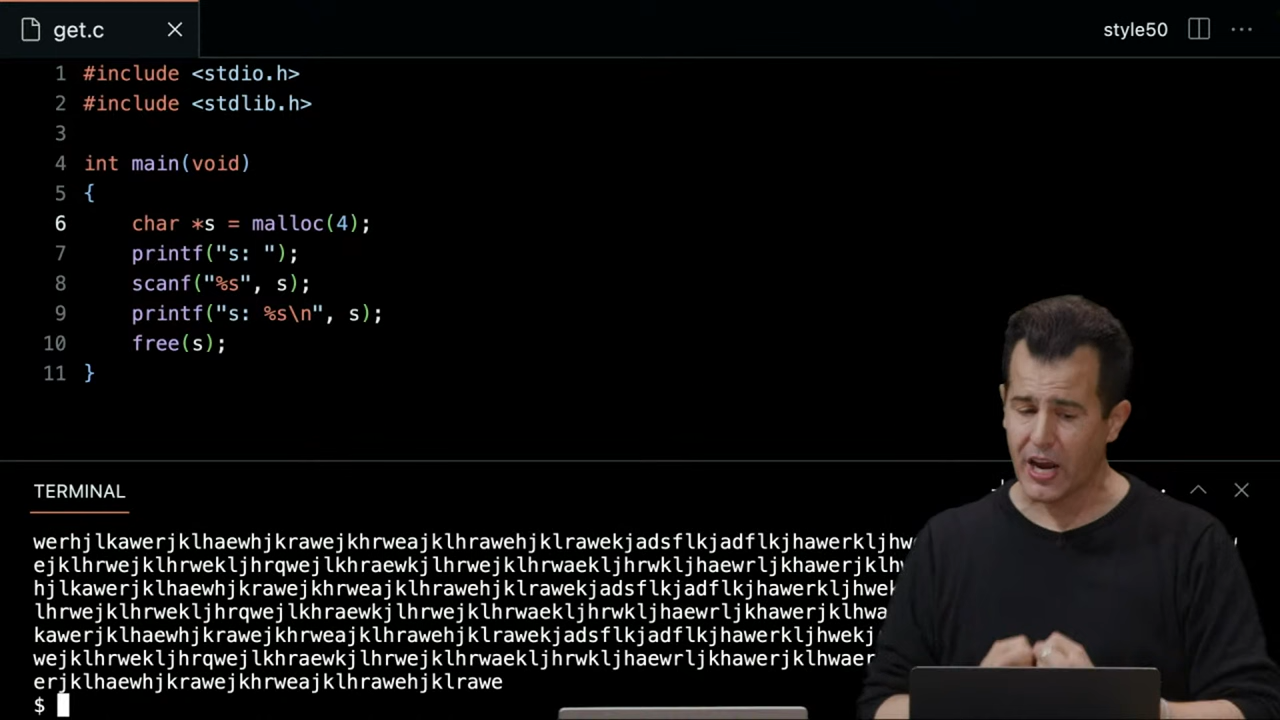 get.c
style50
1 #include <stdio.h>
2 #include <stdlib.h>
3
4 int main(void)
5 {
6 char *s = malloc(4);
7 printf("s: ");
8 scanf("%s", s);
9 printf("s: %s\n", s);
10 free(s);
11 }
TERMINAL
werhjlkawerjklhaewhjkrawejkhrweajklhrawehjklrawekjadsflkjadflkjhawerkljhw
ejklhrwejklhrwekljhrqwejlkhraewkjlhrwejklhrwaekljhrwkljhaewrljkhawerjklh
hjlkawerjklhaewhjkrawejkhrweajklhrawehjklrawekjadsflkjadflkjhawerkljhwek
lhrwejklhrwekljhrqwejlkhraewkjlhrwejklhrwaekljhrwkljhaewrljkhawerjklhwa
kawerjklhaewhjkrawejkhrweajklhrawehjklrawekjadsflkjadflkjhawerkljhwekj
wejklhrwekljhrqwejlkhraewkjlhrwejklhrwaekljhrwkljhaewrljkhawerjklhwaer
erjklhaewhjkrawejkhrweajklhrawehjklrawe
$